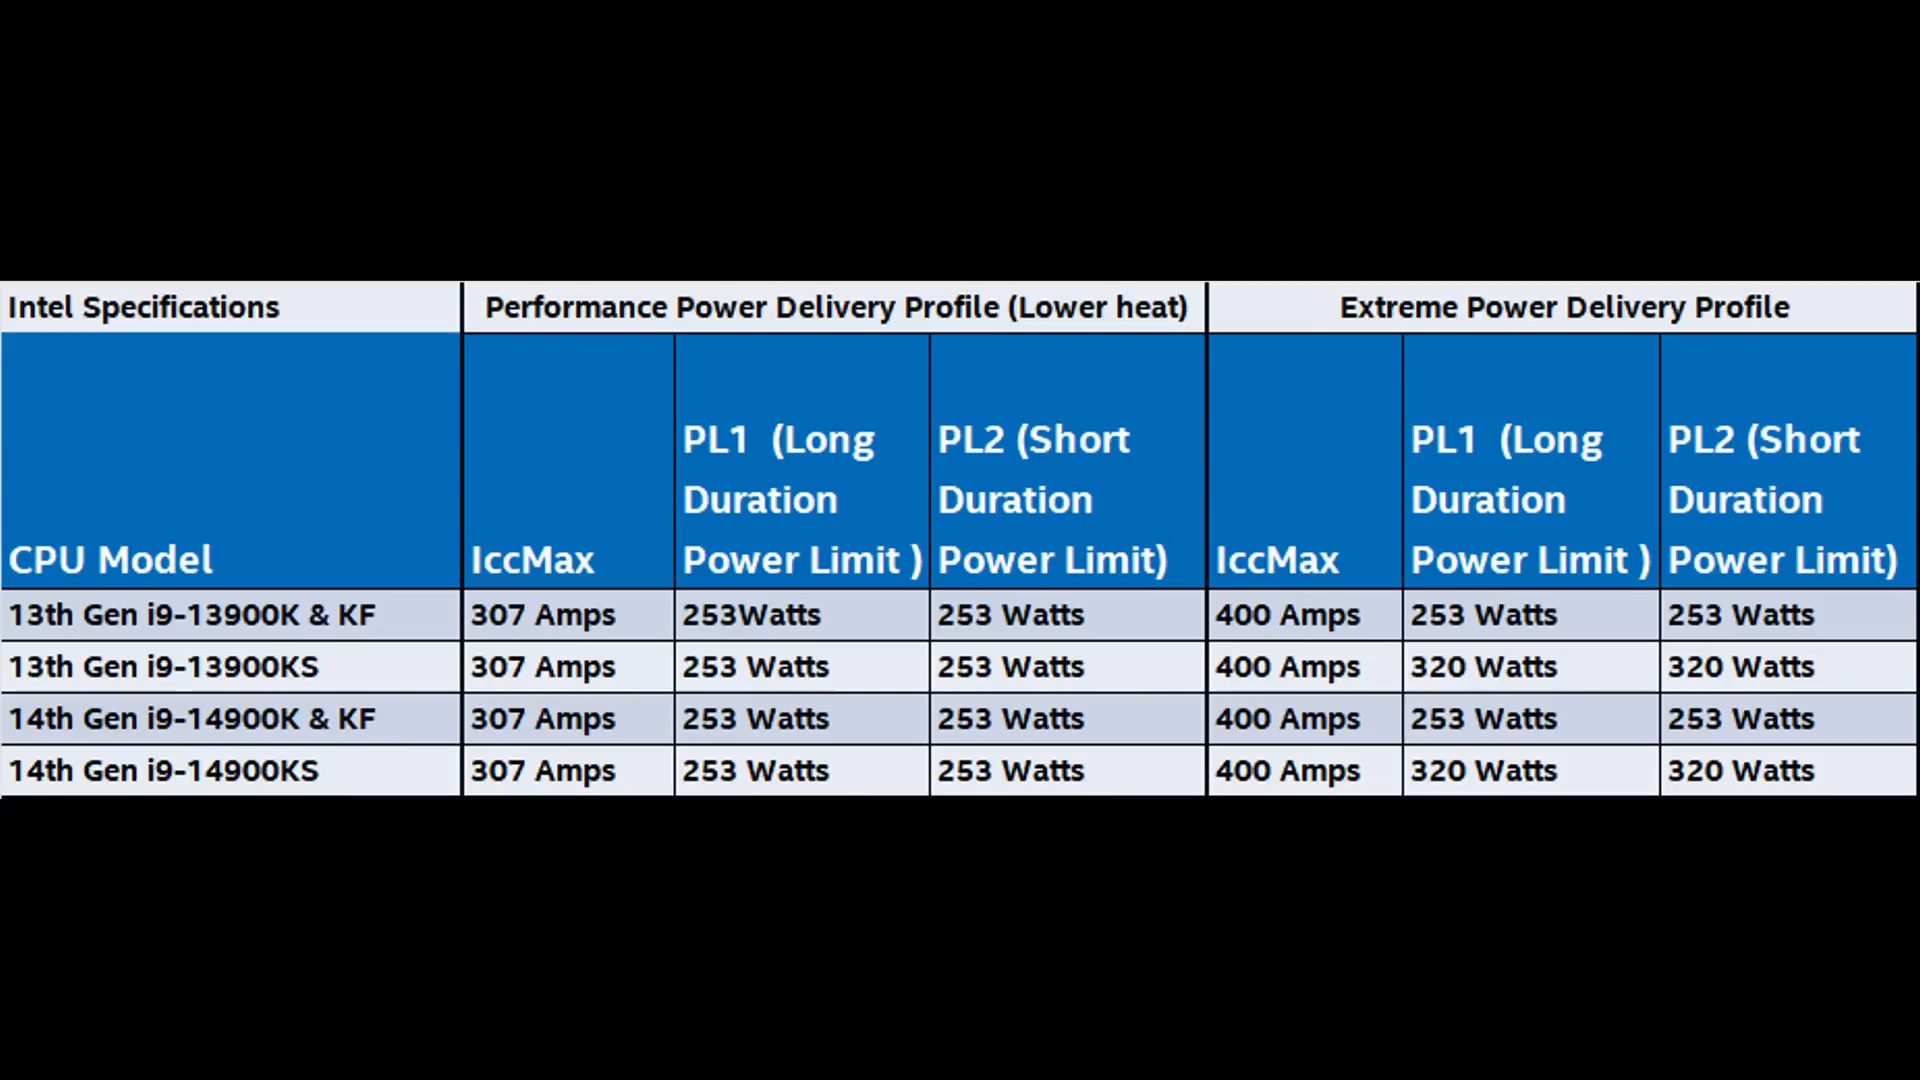 Intel Specifications Performance Power Delivery Profile (Lower heat) Extreme Power Delivery Profile
CPU Model IccMax PL1 (Long Duration Power Limit ) PL2 (Short Duration Power Limit) IccMax PL1 (Long Duration Power Limit ) PL2 (Short Duration Power Limit)
13th Gen i9-13900K & KF 307 Amps 253Watts 253 Watts 400 Amps 253 Watts 253 Watts
13th Gen i9-13900KS 307 Amps 253 Watts 253 Watts 400 Amps 320 Watts 320 Watts
14th Gen i9-14900K & KF 307 Amps 253 Watts 253 Watts 400 Amps 253 Watts 253 Watts
14th Gen i9-14900KS 307 Amps 253 Watts 253 Watts 400 Amps 320 Watts 320 Watts